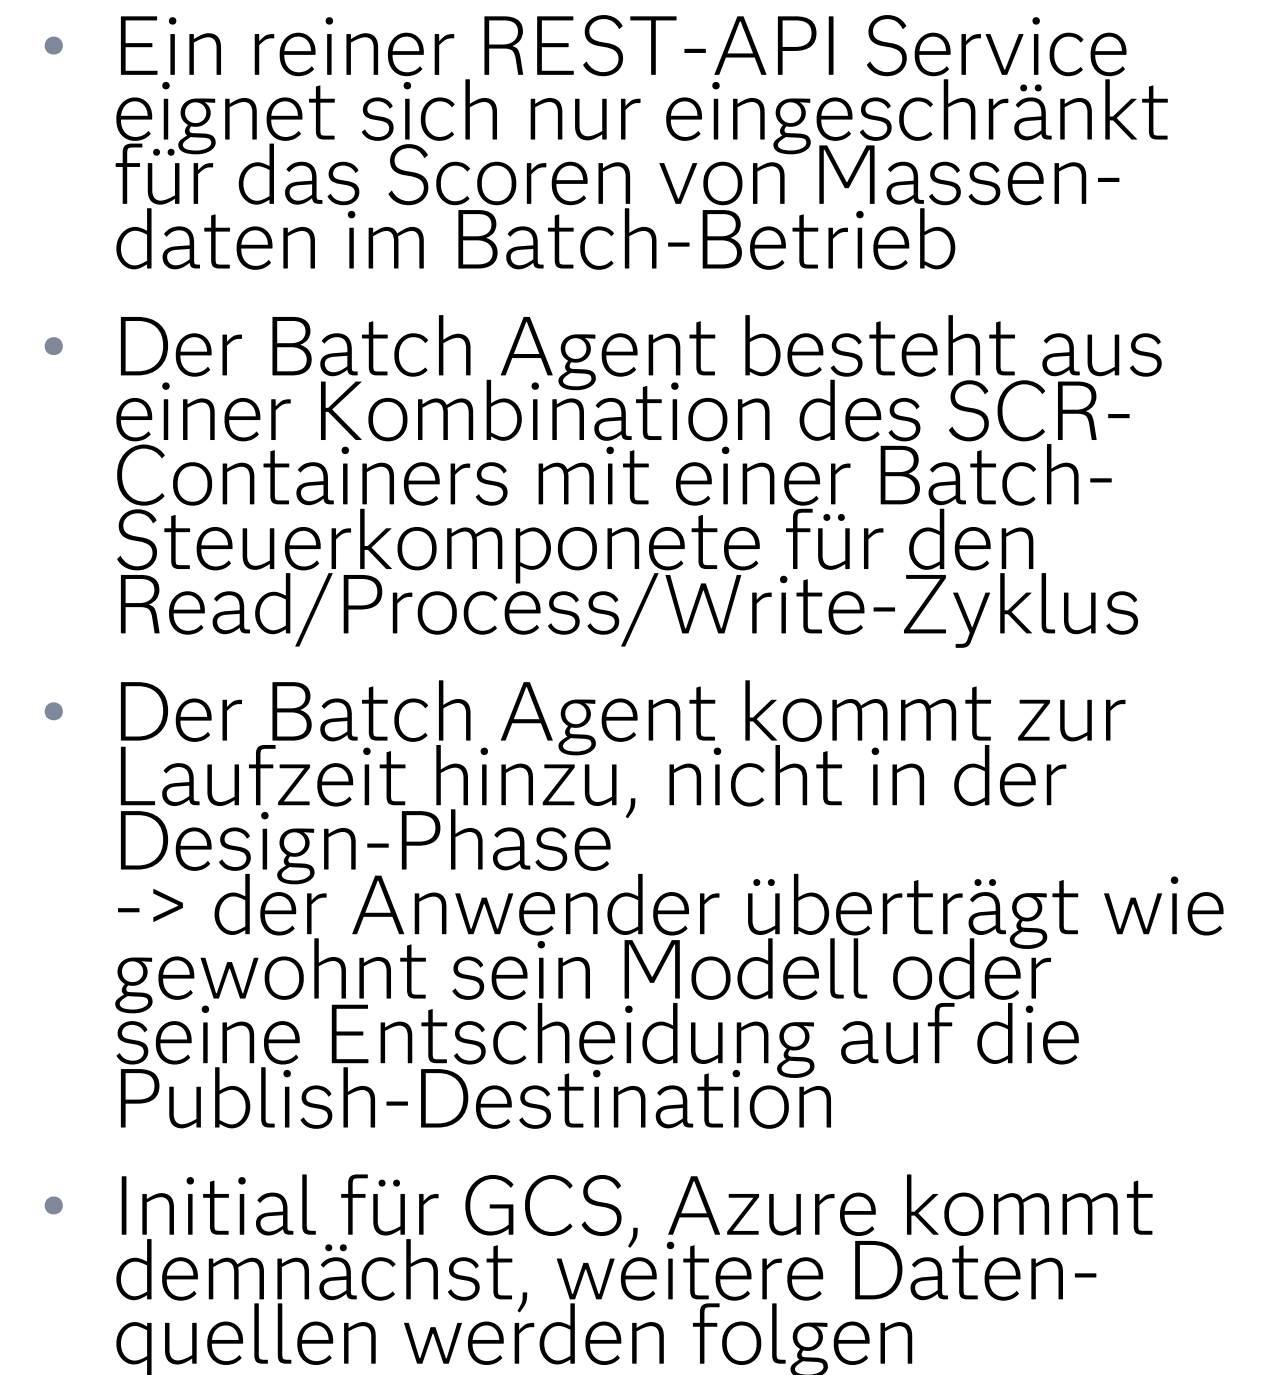 • Ein reiner REST-API Service
eignet sich nur eingeschränkt
für das Scoren von Massen-
daten im Batch-Betrieb
• Der Batch Agent besteht aus
einer Kombination des SCR-
Containers mit einer Batch-
Steuerkomponete für den
Read/Process/Write-Zyklus
• Der Batch Agent kommt zur
Laufzeit hinzu, nicht in der
Design-Phase
-> der Anwender überträgt wie
gewohnt sein Modell oder
seine Entscheidung auf die
Publish-Destination
• Initial für GCS, Azure kommt
demnächst, weitere Daten-
quellen werden folgen